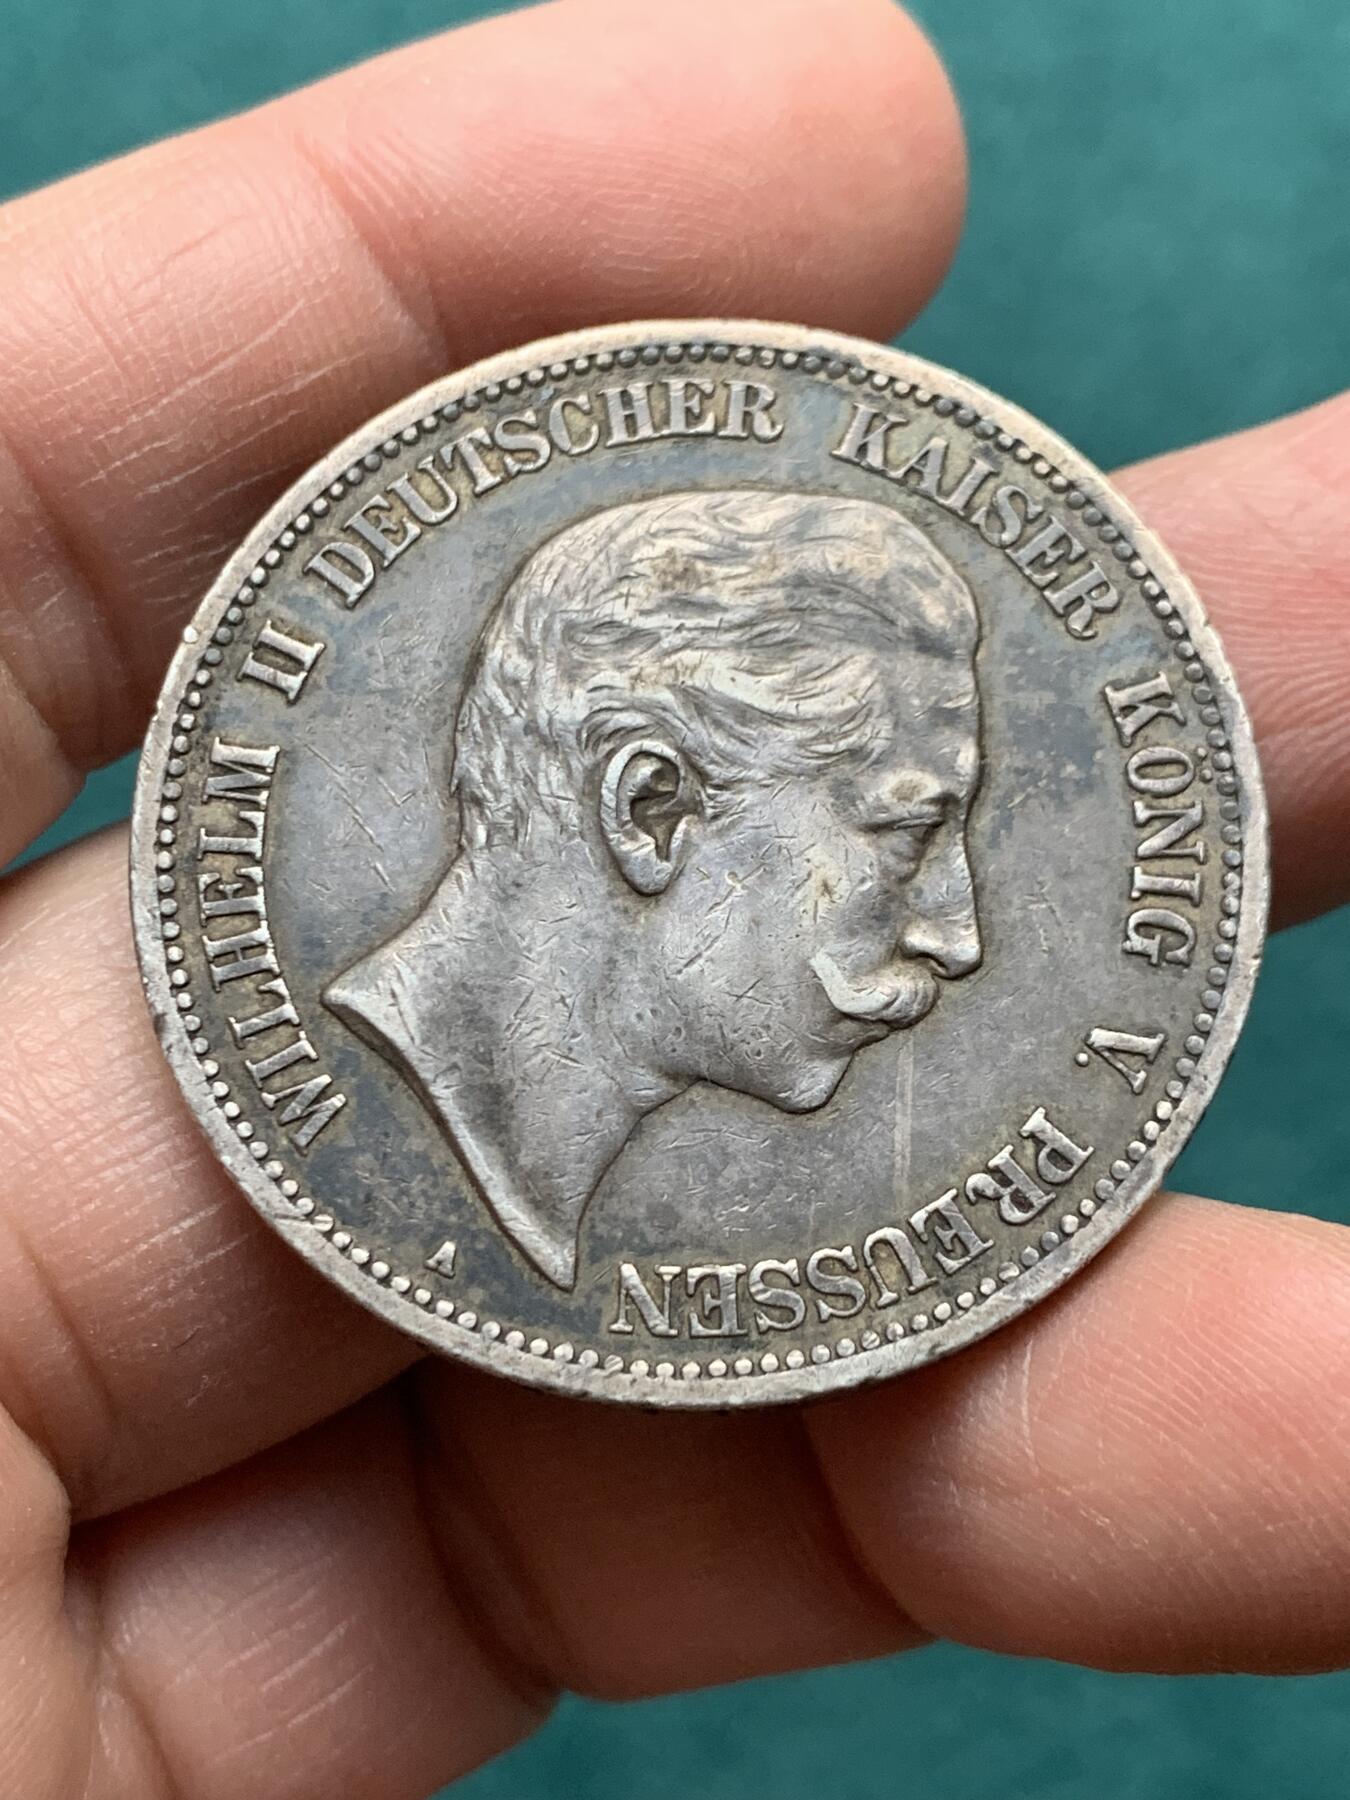 WILHELM II DEUTSCHER KAISER KÖNIG V. PREUSSEN
A